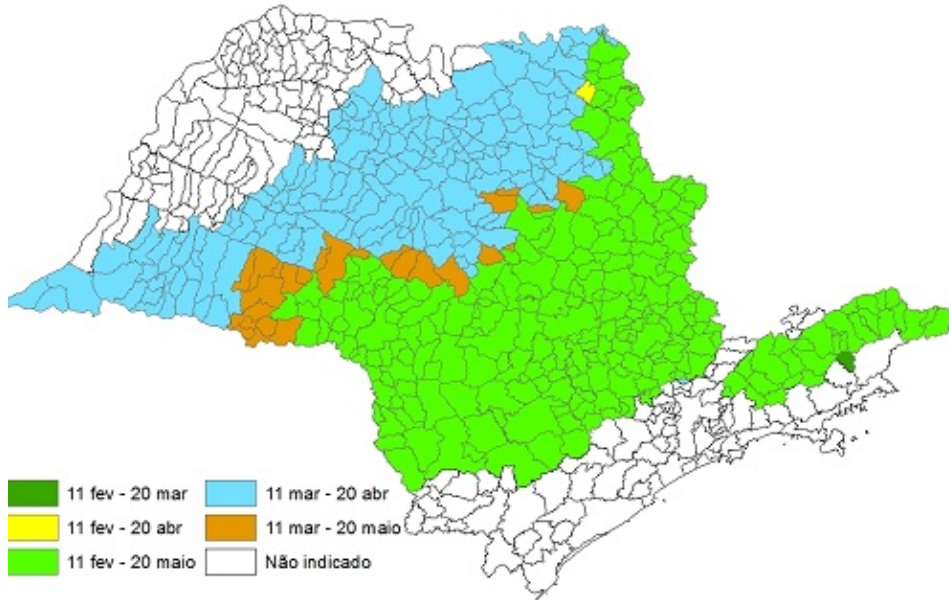 11 fev - 20 mar
11 fev - 20 abr
11 fev - 20 maio
11 mar - 20 abr
11 mar - 20 maio
Não indicado